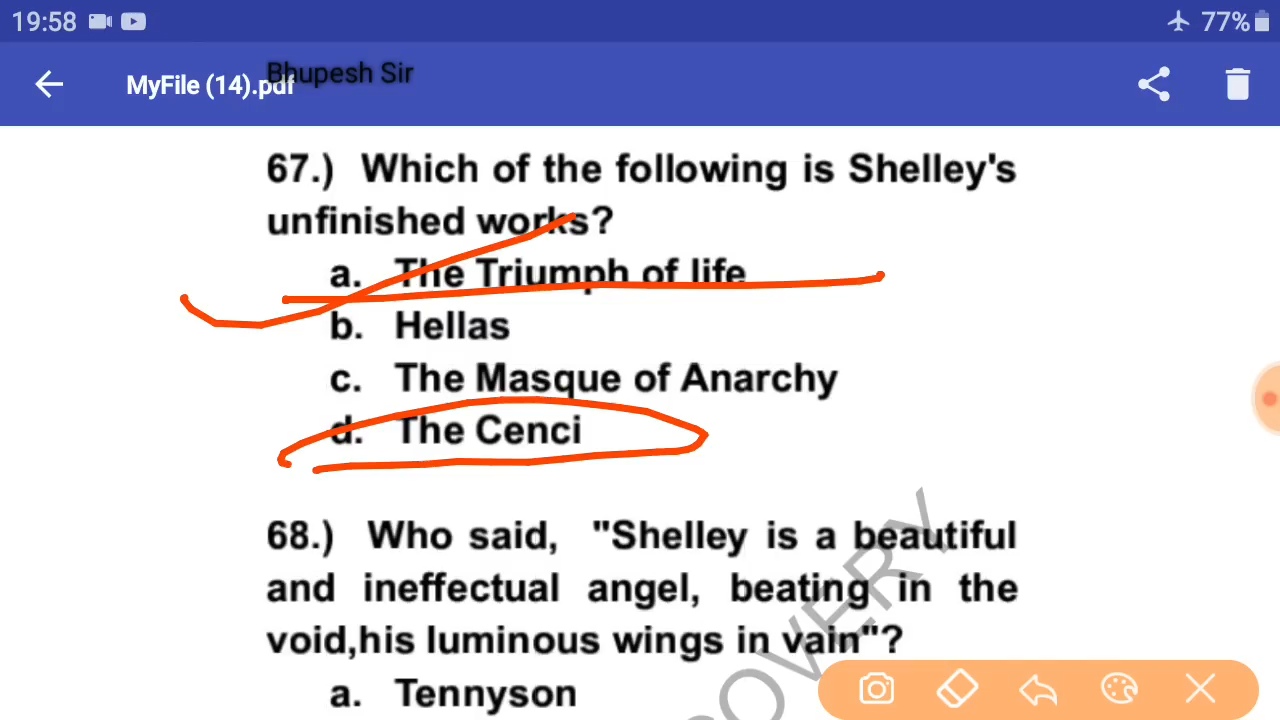 19:58
77%
Bhupesh Sir
MyFile (14).pdf
67.) Which of the following is Shelley's
unfinished works?
a. The Triumph of life
b. Hellas
c. The Masque of Anarchy
d. The Cenci
68.) Who said, "Shelley is a beautiful
and ineffectual angel, beating in the
void,his luminous wings in vain"?
a. Tennyson
OVERY